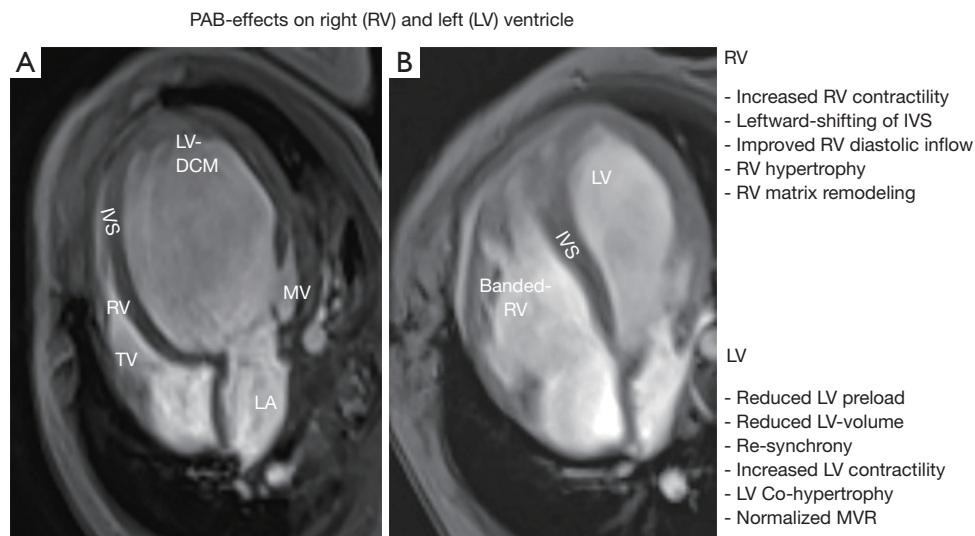 PAB-effects on right (RV) and left (LV) ventricle
A
LV-
DCM
IVS
RV
TV
MV
LA
B
LV
IVS
Banded-
RV
RV
- Increased RV contractility
- Leftward-shifting of IVS
- Improved RV diastolic inflow
- RV hypertrophy
- RV matrix remodeling
LV
- Reduced LV preload
- Reduced LV-volume
- Re-synchrony
- Increased LV contractility
- LV Co-hypertrophy
- Normalized MVR